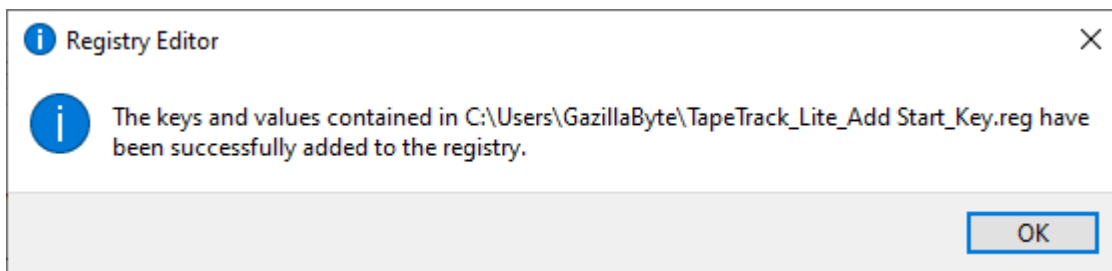 Registry Editor
The keys and values contained in C:\Users\GazillaByte\TapeTrack_Lite_Add Start_Key.reg have
been successfully added to the registry.
OK